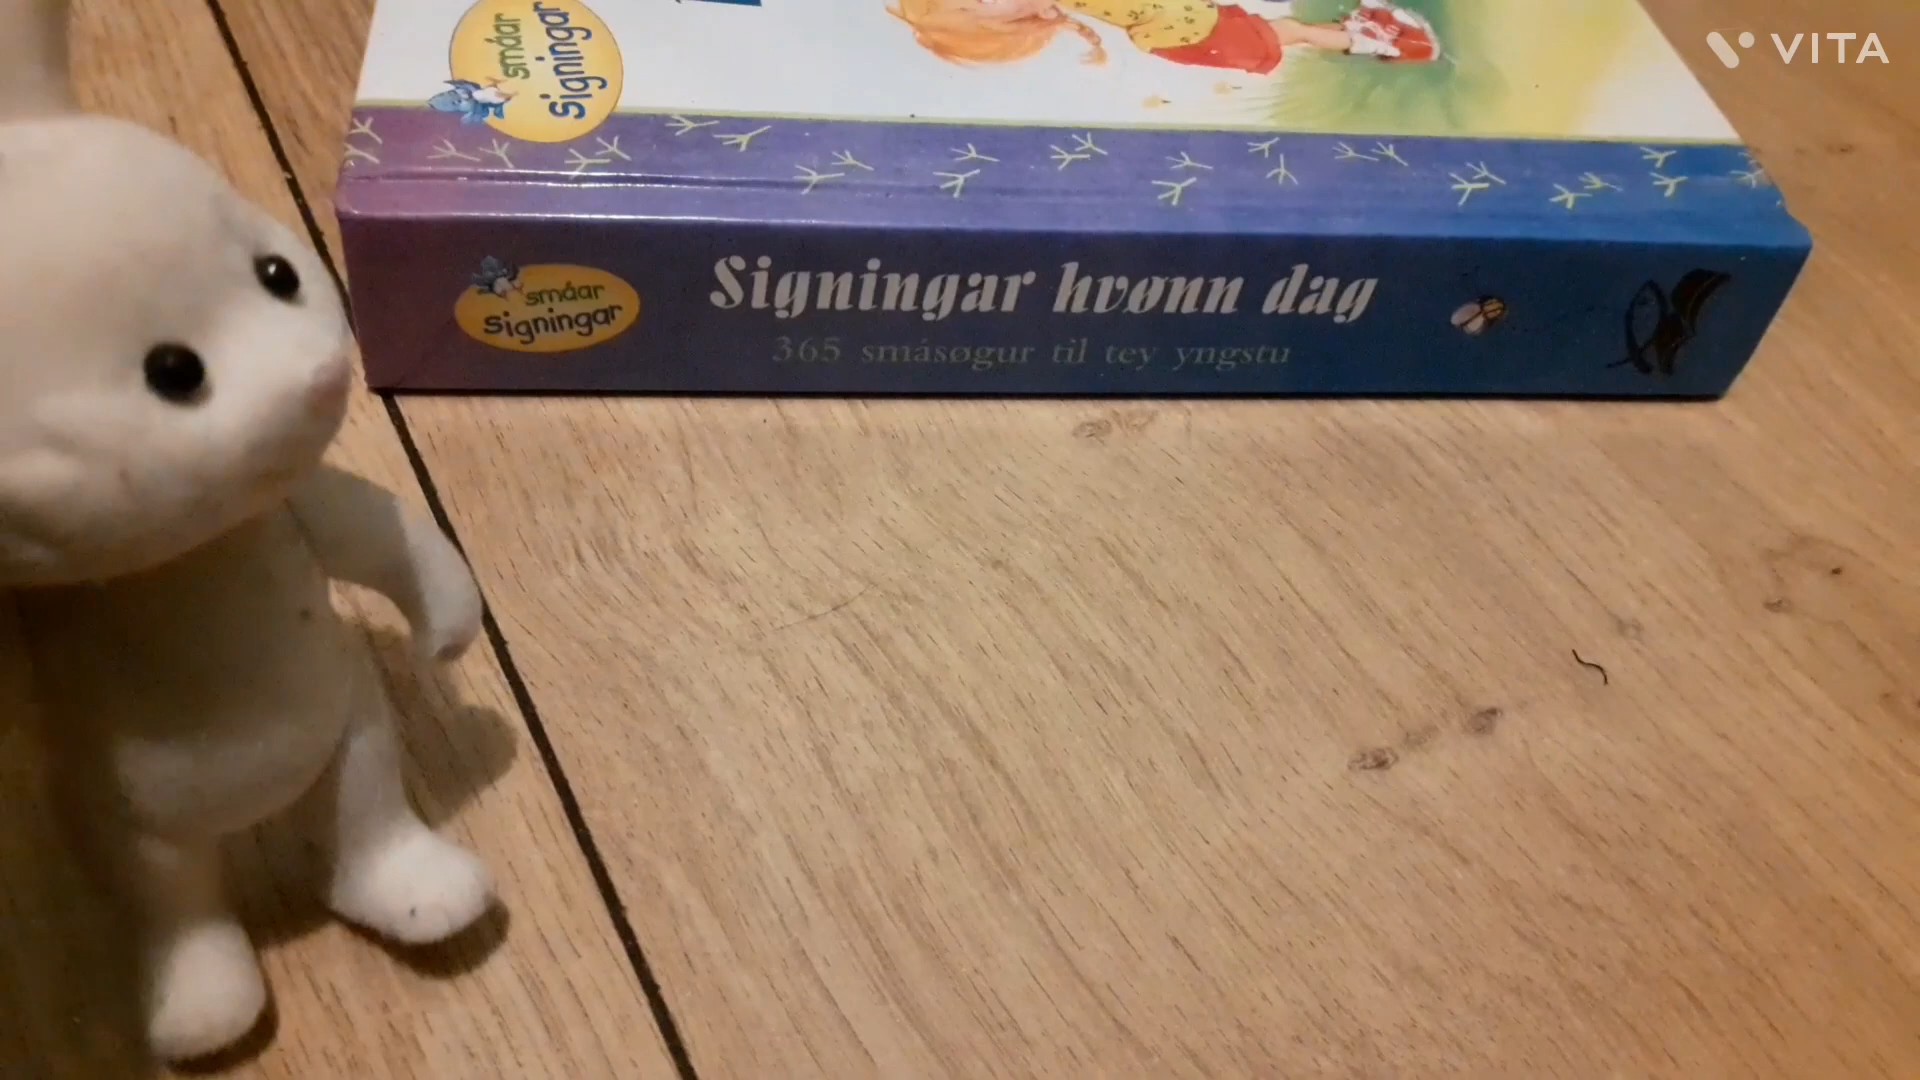 smáar
signingar
VITA
smáar
signingar
Signingar hvønn dag
365 smásøgur til tey yngstu